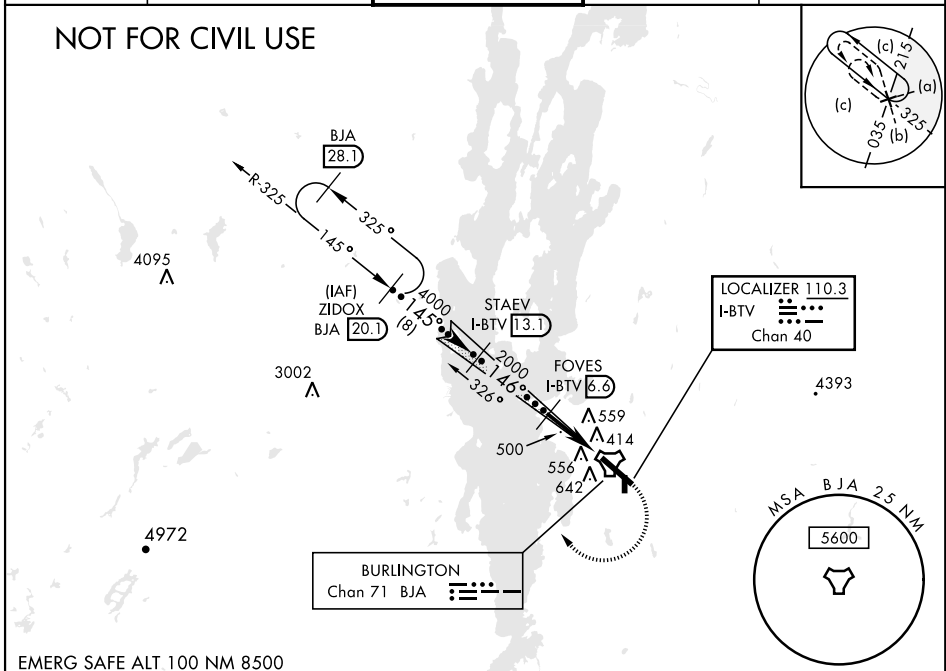 NOT FOR CIVIL USE
(c)
215
(a)
(c)
325
(b)
035
BJA
28.1
R-325
325°
145°
4095
(IAF)
ZIDOX
BJA 20.1
4000
145°
(8)
STAEV
I-BTV 13.1
LOCALIZER 110.3
I-BTV
Chan 40
2000
146°
326°
FOVES
I-BTV 6.6
3002
4393
559
414
500
556
642
MSA BJA 25 NM
5600
4972
BURLINGTON
Chan 71 BJA
EMERG SAFE ALT 100 NM 8500